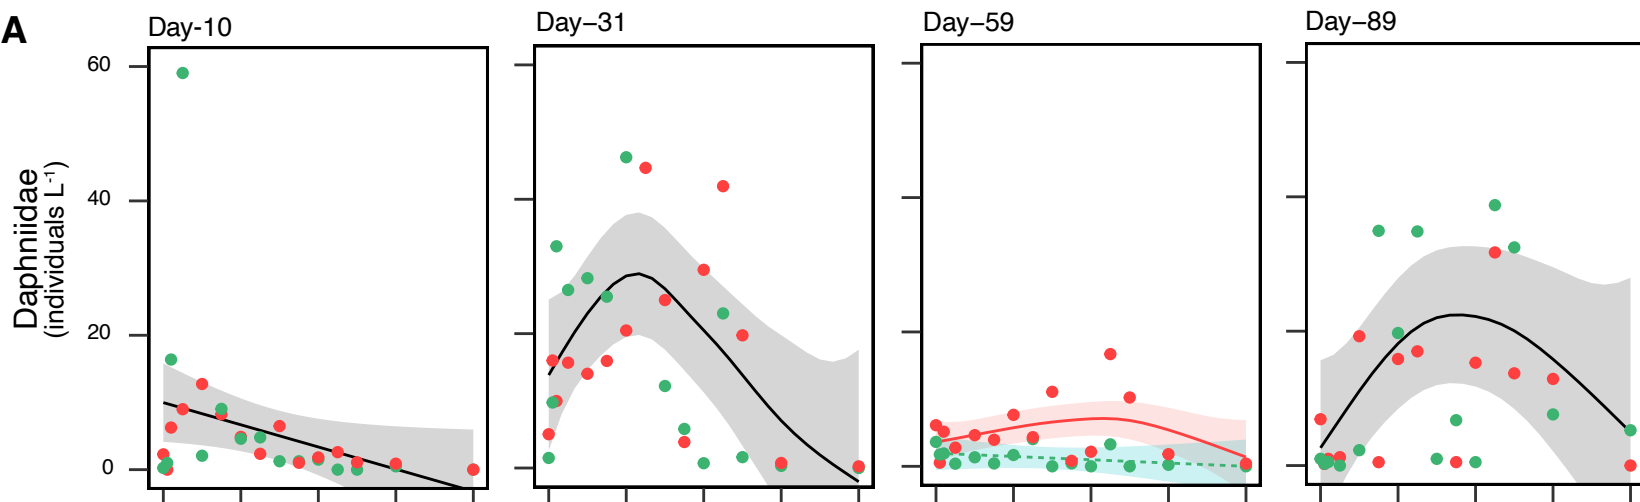 A
Day-10
Day–31
Day–59
Day–89
Daphniidae
(individuals L-1)
60
40
20
0